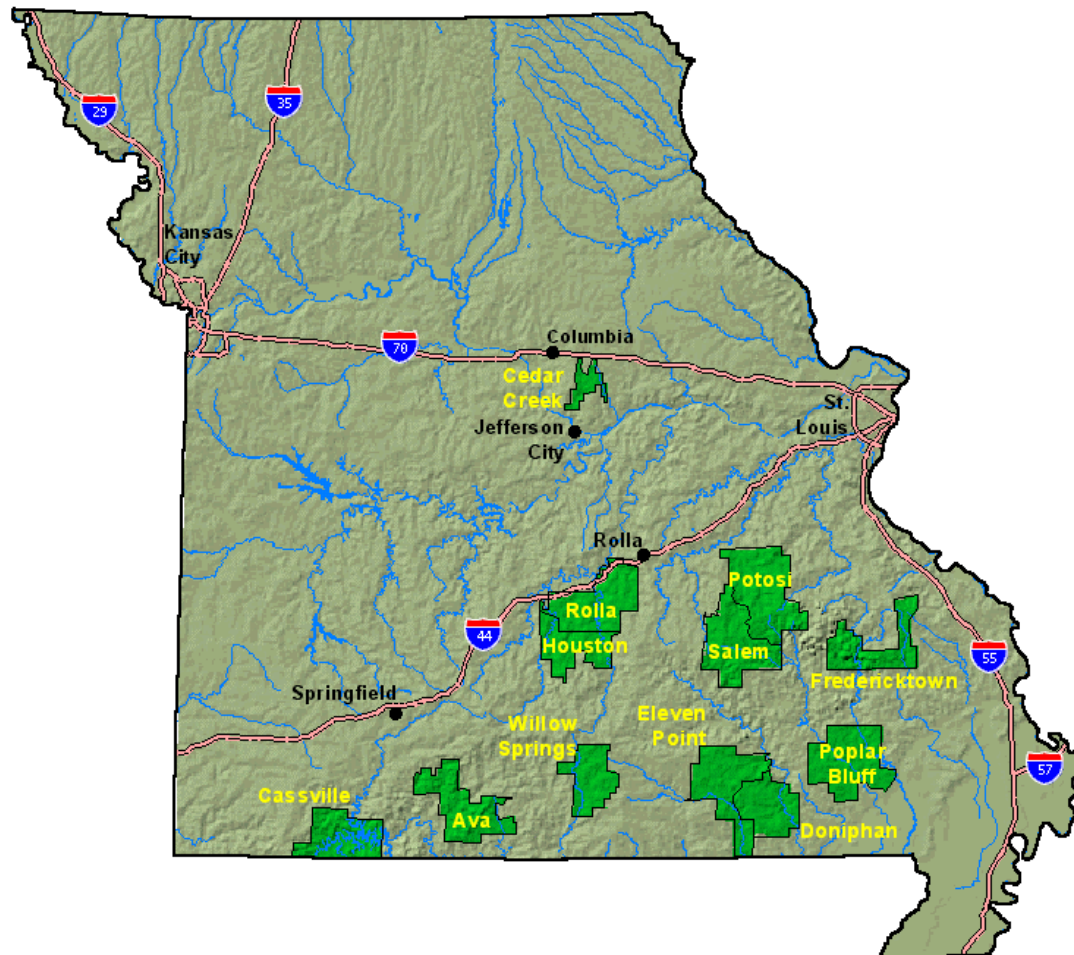 29
35
Kansas
City
70
Columbia
Cedar
Creek
St.
Louis
Jefferson
City
Rolla
Potosi
Rolla
44
Houston
Salem
55
Fredericktown
Springfield
Willow
Springs
Eleven
Point
Poplar
Bluff
57
Cassville
Ava
Doniphan